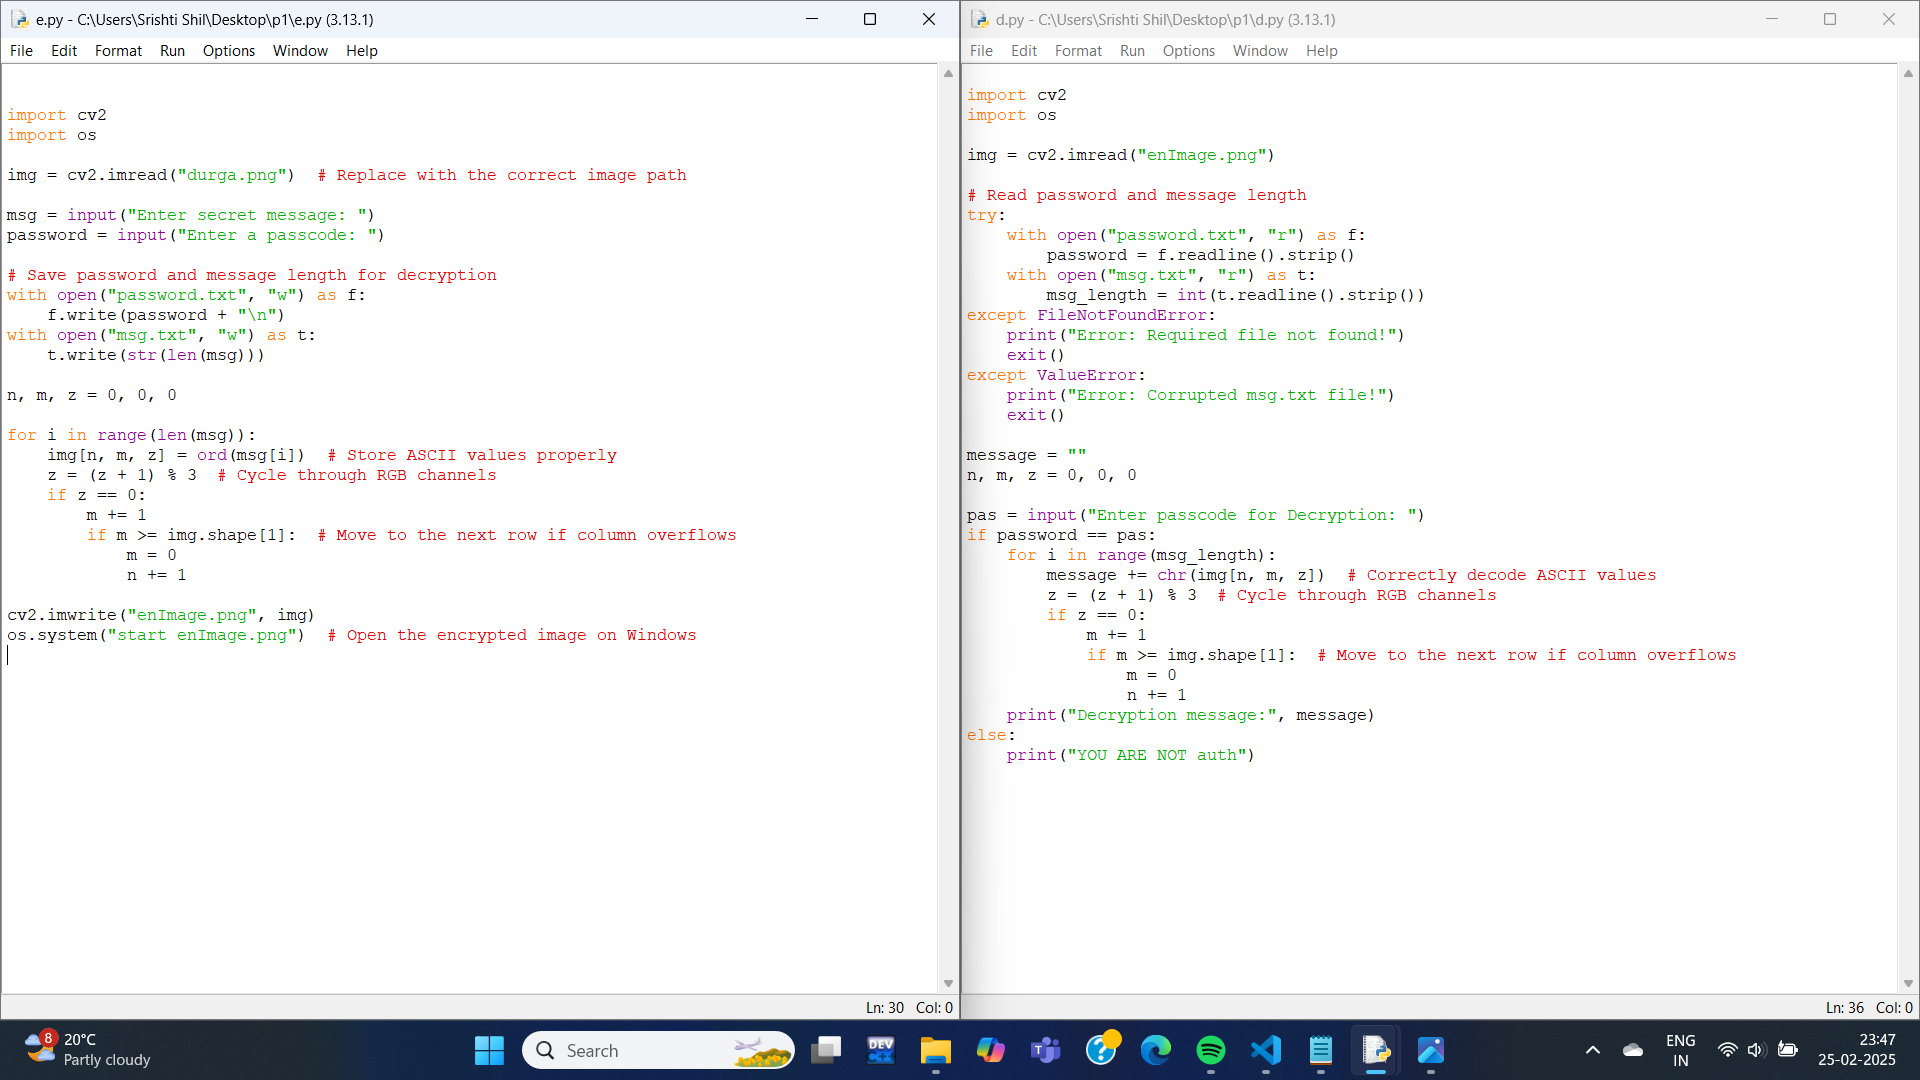 e.py - C:\Users\Srishti Shil\Desktop\p1\e.py (3.13.1)
File Edit Format Run Options Window Help
import cv2
import os

img = cv2.imread("durga.png")  # Replace with the correct image path

msg = input("Enter secret message: ")
password = input("Enter a passcode: ")

# Save password and message length for decryption
with open("password.txt", "w") as f:
    f.write(password + "\n")
with open("msg.txt", "w") as t:
    t.write(str(len(msg)))

n, m, z = 0, 0, 0

for i in range(len(msg)):
    img[n, m, z] = ord(msg[i])  # Store ASCII values properly
    z = (z + 1) % 3  # Cycle through RGB channels
    if z == 0:
        m += 1
        if m >= img.shape[1]:  # Move to the next row if column overflows
            m = 0
            n += 1

cv2.imwrite("enImage.png", img)
os.system("start enImage.png")  # Open the encrypted image on Windows
Ln: 30 Col: 0
d.py - C:\Users\Srishti Shil\Desktop\p1\d.py (3.13.1)
File Edit Format Run Options Window Help
import cv2
import os

img = cv2.imread("enImage.png")

# Read password and message length
try:
    with open("password.txt", "r") as f:
        password = f.readline().strip()
    with open("msg.txt", "r") as t:
        msg_length = int(t.readline().strip())
except FileNotFoundError:
    print("Error: Required file not found!")
    exit()
except ValueError:
    print("Error: Corrupted msg.txt file!")
    exit()

message = ""
n, m, z = 0, 0, 0

pas = input("Enter passcode for Decryption: ")
if password == pas:
    for i in range(msg_length):
        message += chr(img[n, m, z])  # Correctly decode ASCII values
        z = (z + 1) % 3  # Cycle through RGB channels
        if z == 0:
            m += 1
            if m >= img.shape[1]:  # Move to the next row if column overflows
                m = 0
                n += 1
    print("Decryption message:", message)
else:
    print("YOU ARE NOT auth")
Ln: 36 Col: 0
8
20°C
Partly cloudy
Search
DEV
ENG
IN
23:47
25-02-2025